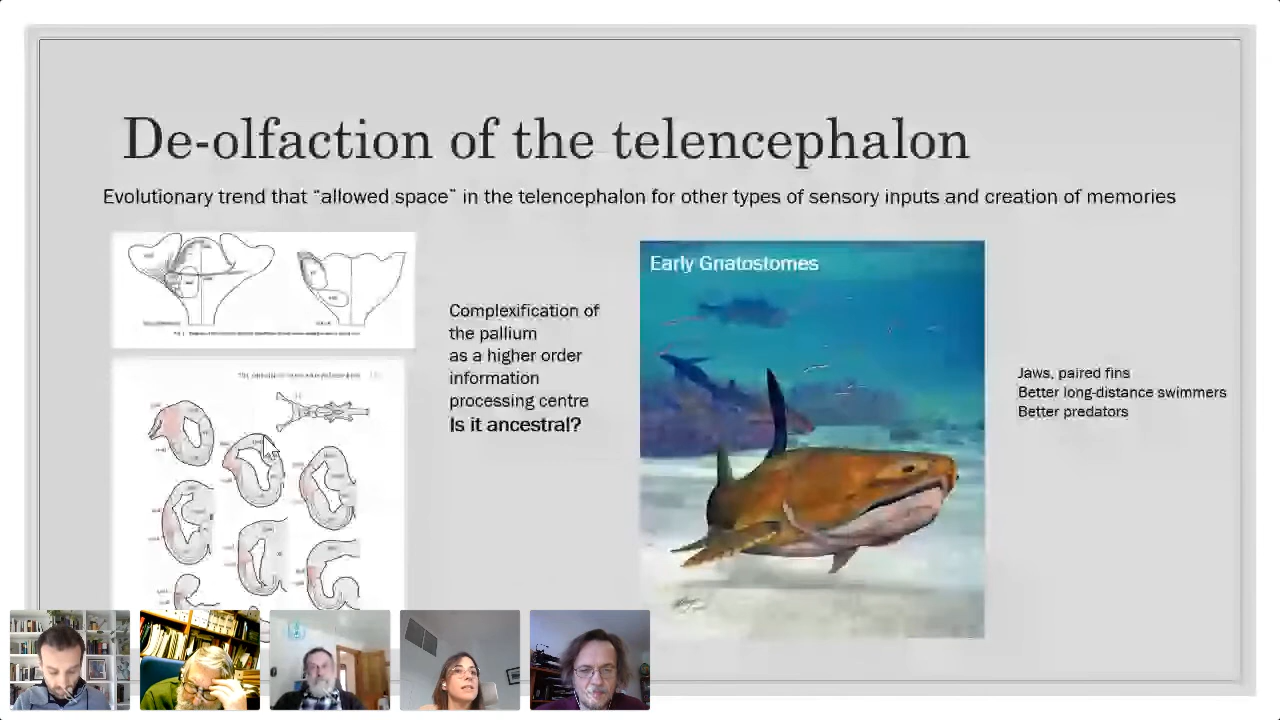 De-olfaction of the telencephalon
Evolutionary trend that “allowed space” in the telencephalon for other types of sensory inputs and creation of memories
Complexification of
the pallium
as a higher order
information
processing centre
Is it ancestral?
Early Gnatostomes
Jaws, paired fins
Better long-distance swimmers
Better predators